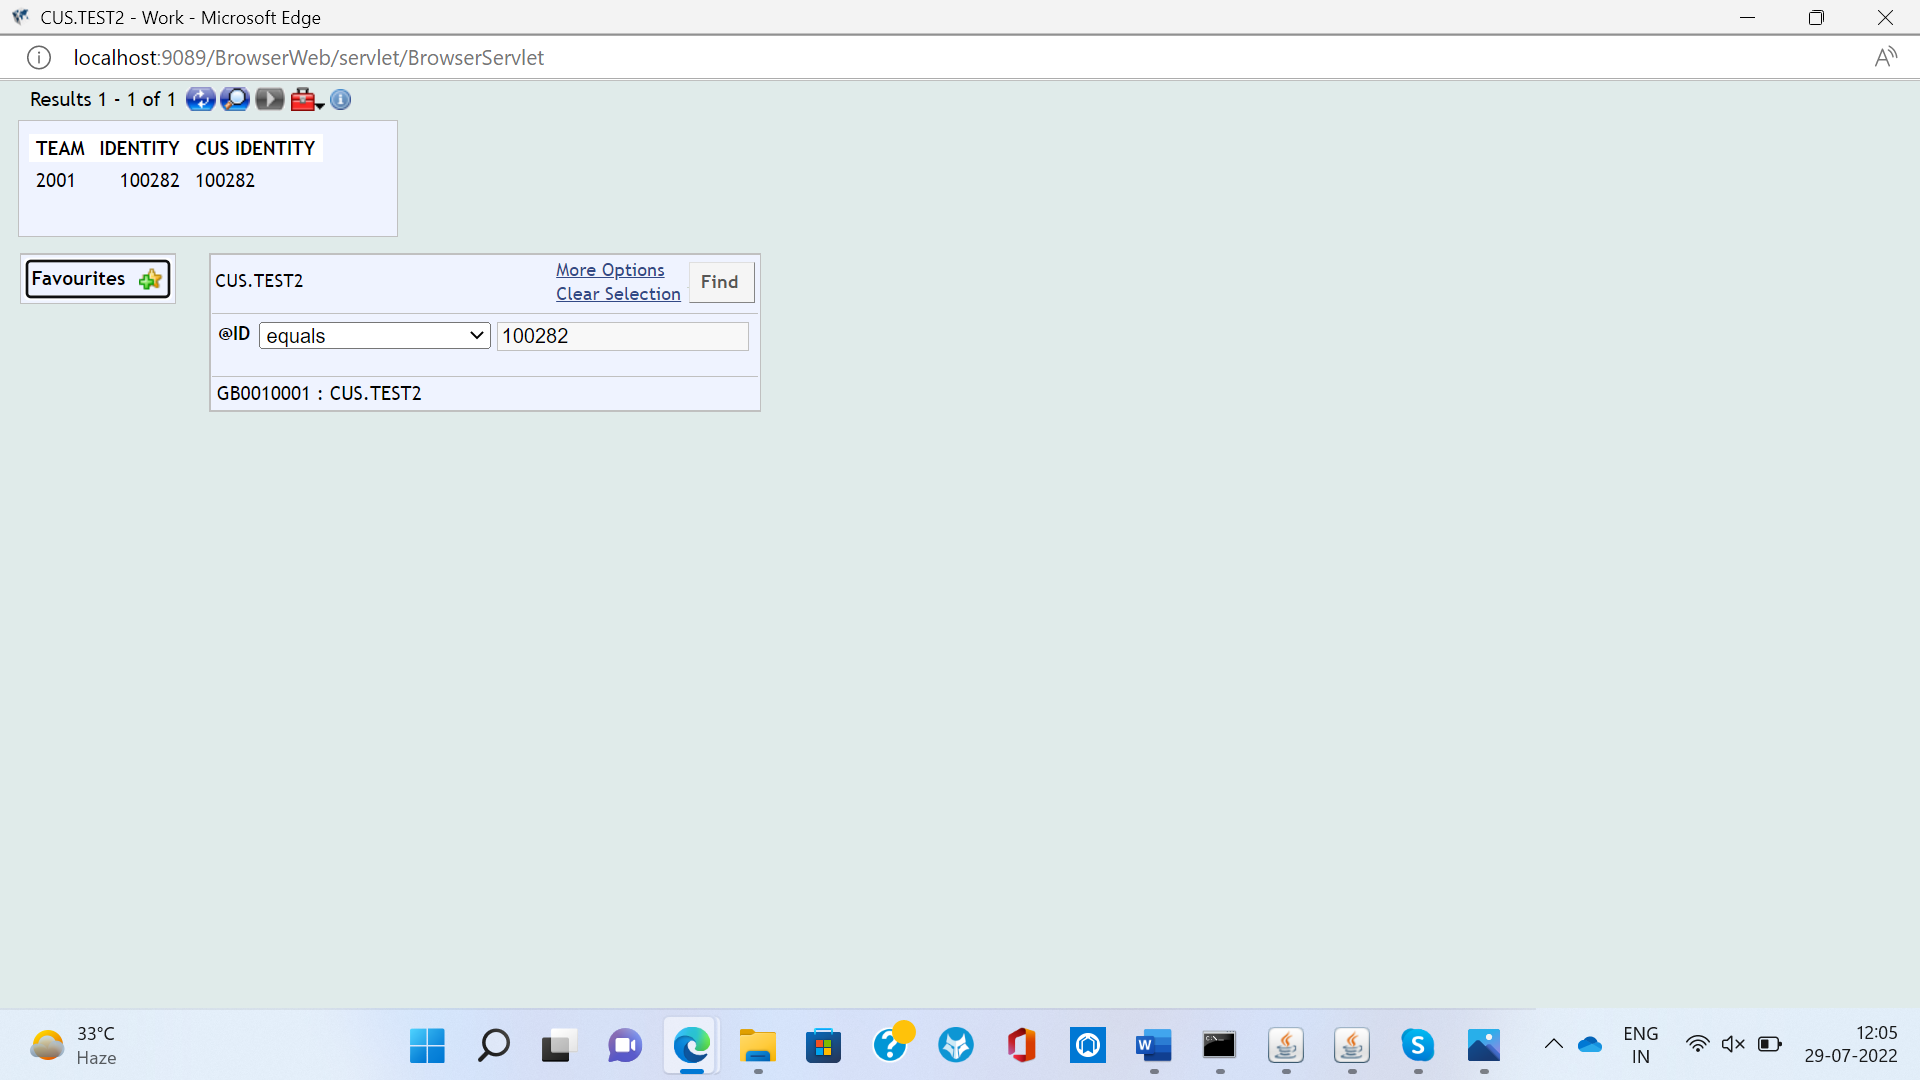 CUS.TEST2 - Work - Microsoft Edge
localhost:9089/BrowserWeb/servlet/BrowserServlet
Results 1 - 1 of 1
TEAM IDENTITY CUS IDENTITY
2001 100282 100282
Favourites
CUS.TEST2
More Options
Clear Selection
Find
@ID equals 100282
GB0010001 : CUS.TEST2
33°C
Haze
ENG
IN
12:05
29-07-2022